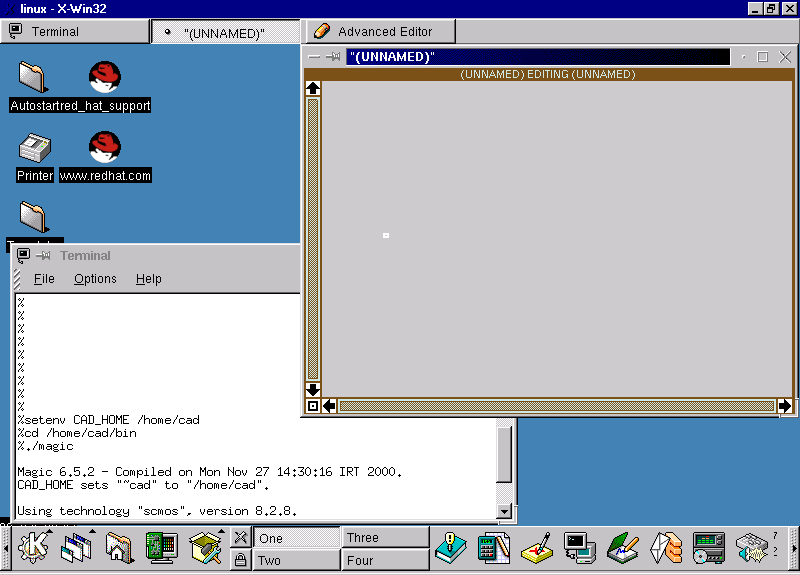 linux - X-Win32
Terminal
"(UNNAMED)"
Advanced Editor
"(UNNAMED)"
(UNNAMED) EDITING (UNNAMED)
Autostart
red_hat_support
Printer
www.redhat.com
Terminal
File Options Help
%
%
%
%
%
%
%
%
%
%setenv CAD_HOME /home/cad
%cd /home/cad/bin
%./magic
Magic 6.5.2 - Compiled on Mon Nov 27 14:30:16 IRT 2000.
CAD_HOME sets "~cad" to "/home/cad".
Using technology "scmos", version 8.2.8.
One
Three
Two
Four